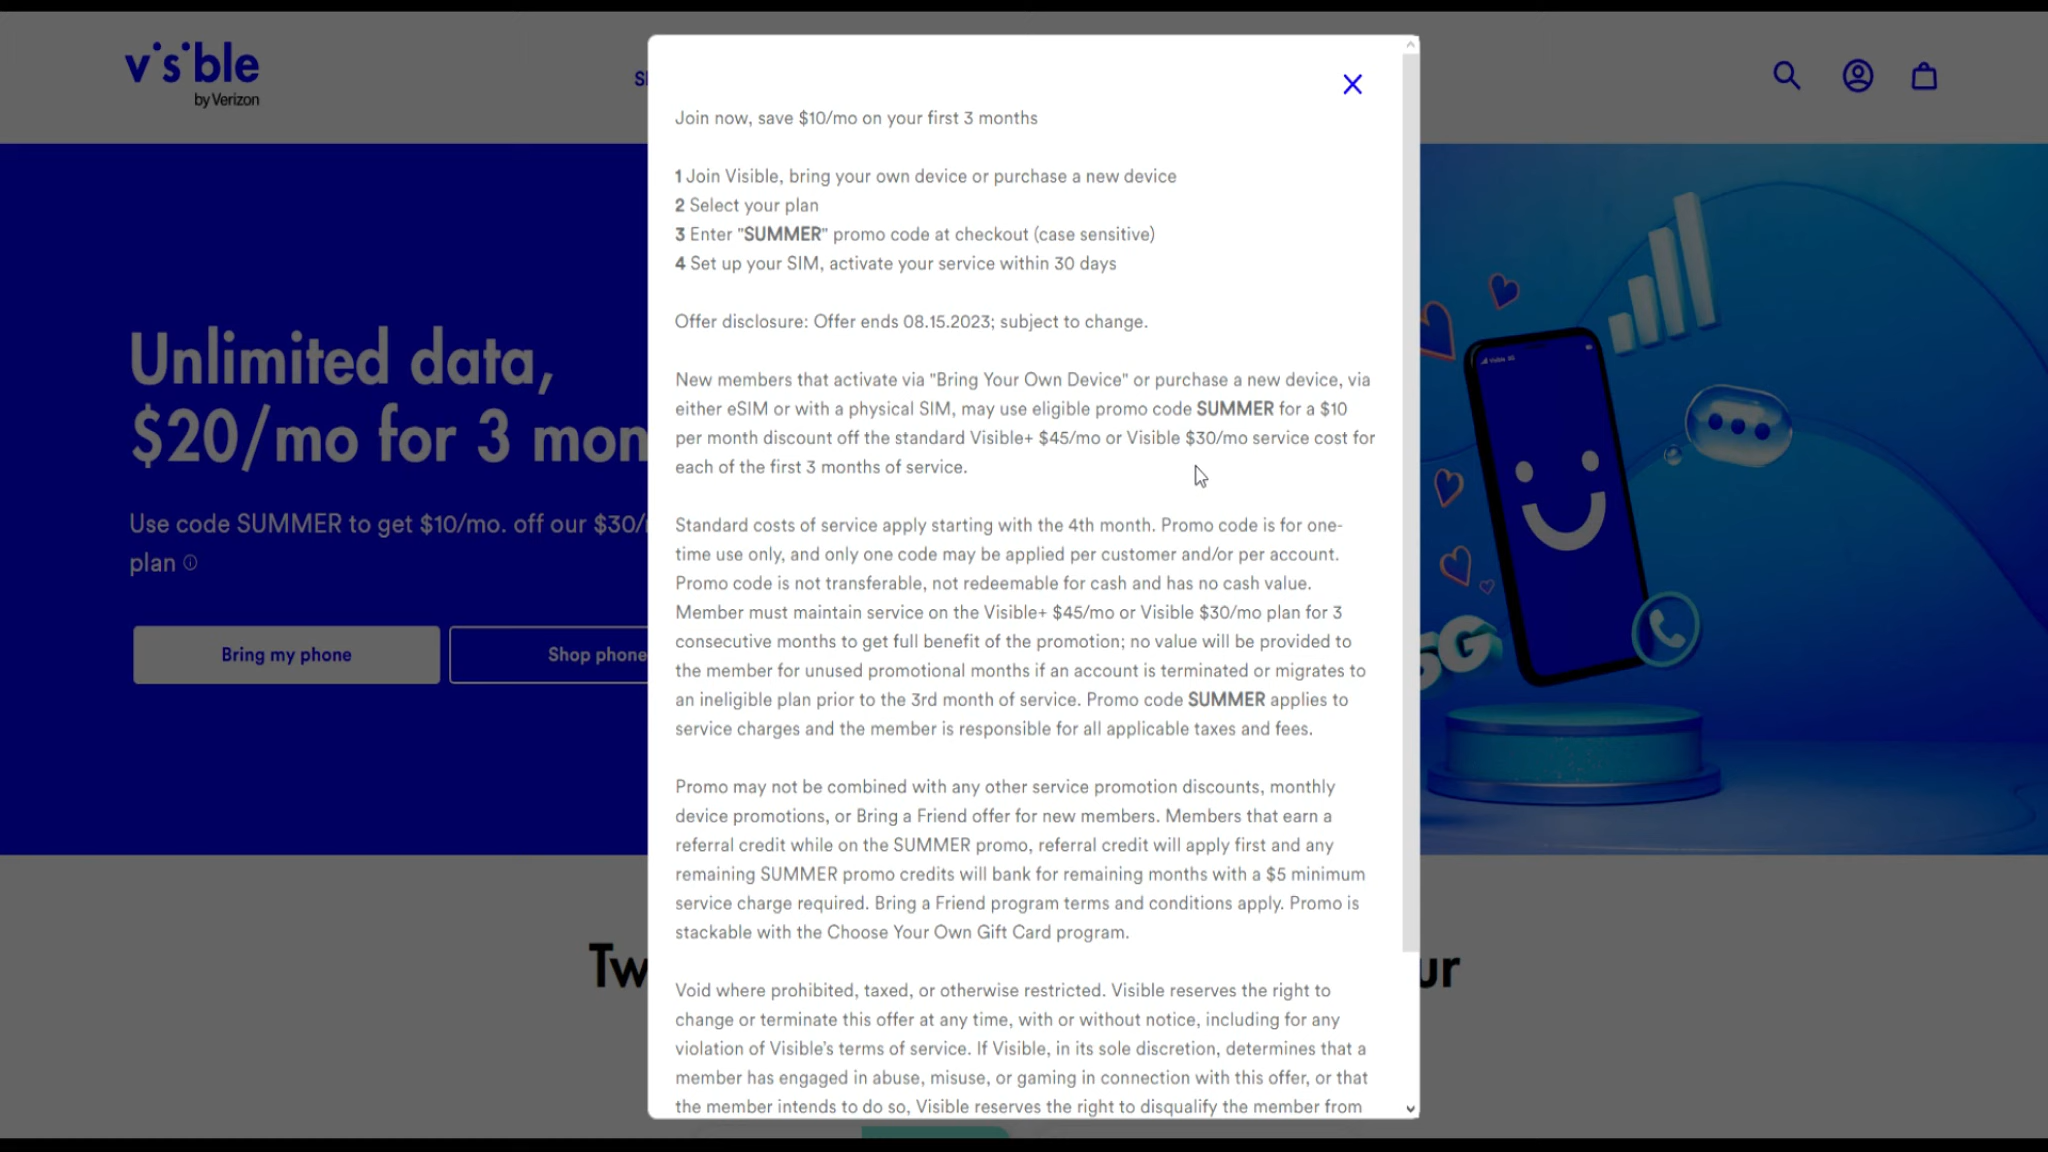 visible
by Verizon
Join now, save $10/mo on your first 3 months
1 Join Visible, bring your own device or purchase a new device
2 Select your plan
3 Enter "SUMMER" promo code at checkout (case sensitive)
4 Set up your SIM, activate your service within 30 days
Offer disclosure: Offer ends 08.15.2023; subject to change.
New members that activate via "Bring Your Own Device" or purchase a new device, via
either eSIM or with a physical SIM, may use eligible promo code SUMMER for a $10
per month discount off the standard Visible+ $45/mo or Visible $30/mo service cost for
each of the first 3 months of service.
Standard costs of service apply starting with the 4th month. Promo code is for one-
time use only, and only one code may be applied per customer and/or per account.
Promo code is not transferable, not redeemable for cash and has no cash value.
Member must maintain service on the Visible+ $45/mo or Visible $30/mo plan for 3
consecutive months to get full benefit of the promotion; no value will be provided to
the member for unused promotional months if an account is terminated or migrates to
an ineligible plan prior to the 3rd month of service. Promo code SUMMER applies to
service charges and the member is responsible for all applicable taxes and fees.
Promo may not be combined with any other service promotion discounts, monthly
device promotions, or Bring a Friend offer for new members. Members that earn a
referral credit while on the SUMMER promo, referral credit will apply first and any
remaining SUMMER promo credits will bank for remaining months with a $5 minimum
service charge required. Bring a Friend program terms and conditions apply. Promo is
stackable with the Choose Your Own Gift Card program.
Void where prohibited, taxed, or otherwise restricted. Visible reserves the right to
change or terminate this offer at any time, with or without notice, including for any
violation of Visible's terms of service. If Visible, in its sole discretion, determines that a
member has engaged in abuse, misuse, or gaming in connection with this offer, or that
the member intends to do so, Visible reserves the right to disqualify the member from
Unlimited data,
$20/mo for 3 mon
Use code SUMMER to get $10/mo. off our $30/
plan
Bring my phone
Shop phone
5G
Tw
ur